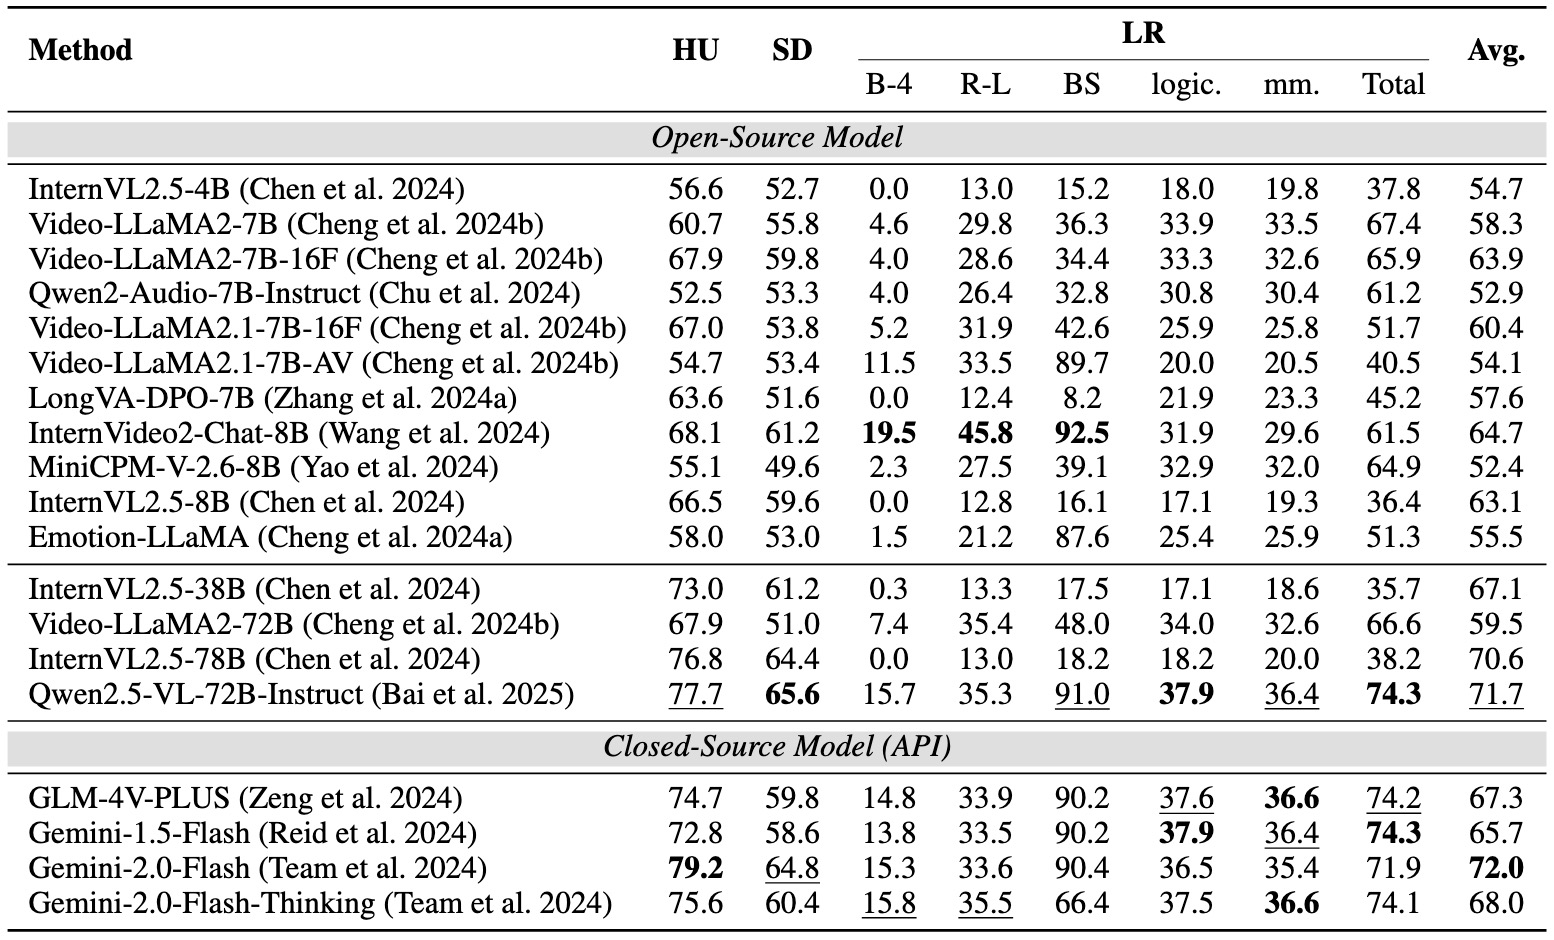 Method HU SD LR Avg.
B-4 R-L BS logic. mm. Total
Open-Source Model
InternVL2.5-4B (Chen et al. 2024) 56.6 52.7 0.0 13.0 15.2 18.0 19.8 37.8 54.7
Video-LLaMA2-7B (Cheng et al. 2024b) 60.7 55.8 4.6 29.8 36.3 33.9 33.5 67.4 58.3
Video-LLaMA2-7B-16F (Cheng et al. 2024b) 67.9 59.8 4.0 28.6 34.4 33.3 32.6 65.9 63.9
Qwen2-Audio-7B-Instruct (Chu et al. 2024) 52.5 53.3 4.0 26.4 32.8 30.8 30.4 61.2 52.9
Video-LLaMA2.1-7B-16F (Cheng et al. 2024b) 67.0 53.8 5.2 31.9 42.6 25.9 25.8 51.7 60.4
Video-LLaMA2.1-7B-AV (Cheng et al. 2024b) 54.7 53.4 11.5 33.5 89.7 20.0 20.5 40.5 54.1
LongVA-DPO-7B (Zhang et al. 2024a) 63.6 51.6 0.0 12.4 8.2 21.9 23.3 45.2 57.6
InternVideo2-Chat-8B (Wang et al. 2024) 68.1 61.2 19.5 45.8 92.5 31.9 29.6 61.5 64.7
MiniCPM-V-2.6-8B (Yao et al. 2024) 55.1 49.6 2.3 27.5 39.1 32.9 32.0 64.9 52.4
InternVL2.5-8B (Chen et al. 2024) 66.5 59.6 0.0 12.8 16.1 17.1 19.3 36.4 63.1
Emotion-LLaMA (Cheng et al. 2024a) 58.0 53.0 1.5 21.2 87.6 25.4 25.9 51.3 55.5
InternVL2.5-38B (Chen et al. 2024) 73.0 61.2 0.3 13.3 17.5 17.1 18.6 35.7 67.1
Video-LLaMA2-72B (Cheng et al. 2024b) 67.9 51.0 7.4 35.4 48.0 34.0 32.6 66.6 59.5
InternVL2.5-78B (Chen et al. 2024) 76.8 64.4 0.0 13.0 18.2 18.2 20.0 38.2 70.6
Qwen2.5-VL-72B-Instruct (Bai et al. 2025) 77.7 65.6 15.7 35.3 91.0 37.9 36.4 74.3 71.7
Closed-Source Model (API)
GLM-4V-PLUS (Zeng et al. 2024) 74.7 59.8 14.8 33.9 90.2 37.6 36.6 74.2 67.3
Gemini-1.5-Flash (Reid et al. 2024) 72.8 58.6 13.8 33.5 90.2 37.9 36.4 74.3 65.7
Gemini-2.0-Flash (Team et al. 2024) 79.2 64.8 15.3 33.6 90.4 36.5 35.4 71.9 72.0
Gemini-2.0-Flash-Thinking (Team et al. 2024) 75.6 60.4 15.8 35.5 66.4 37.5 36.6 74.1 68.0